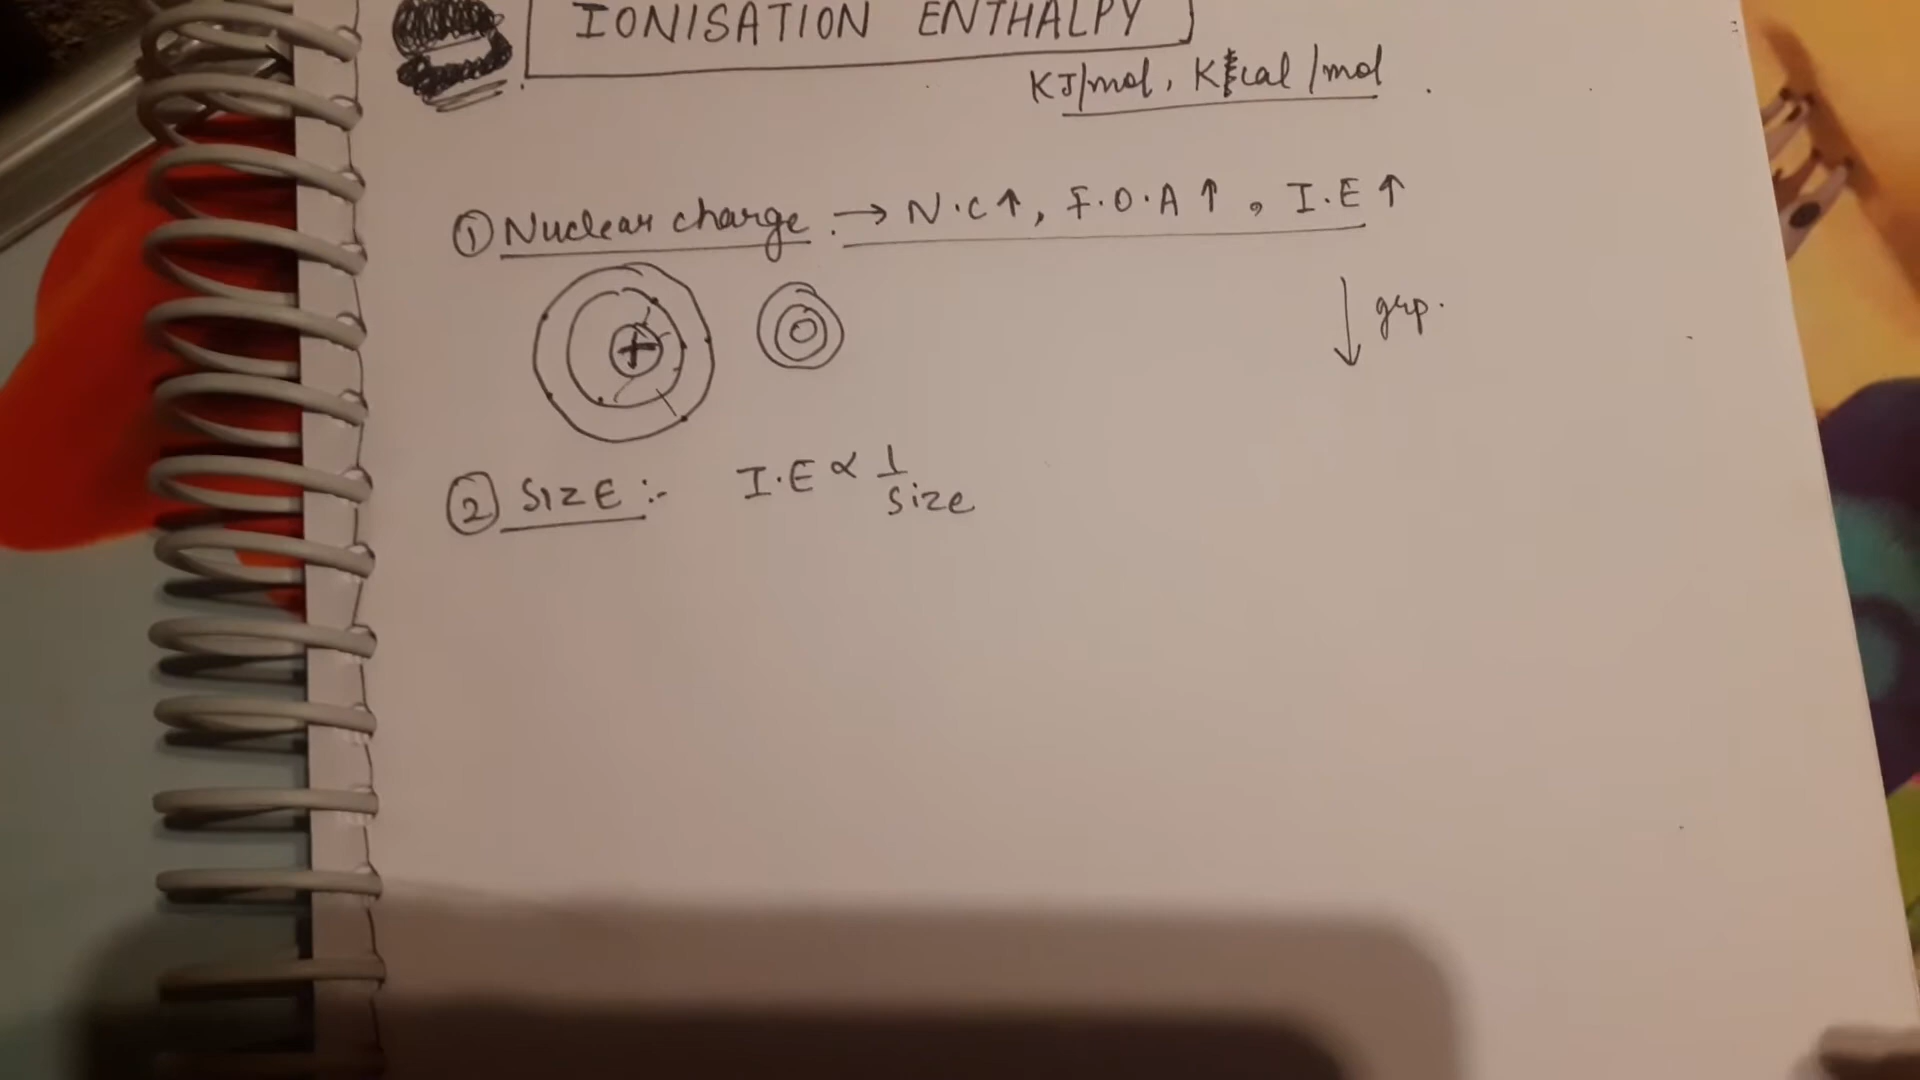 IONISATION ENTHALPY
KJ/mol, Kcal/mol
① Nuclear charge :→ N.C↑, F.O.A↑, I.E↑
+
↓ grp.
② SIZE :- I.E ∝ 1/size